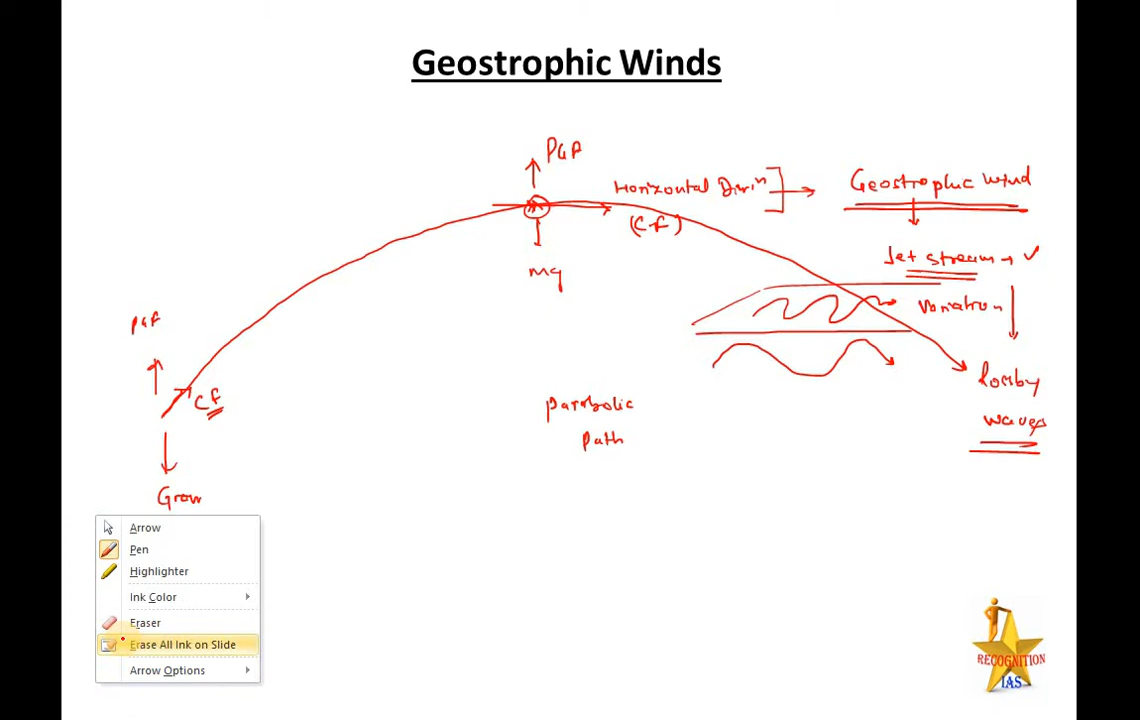 Geostrophic Winds
PGF
Horizontal Dirin
(CF)
Geostrophic wind
mg
Jet stream → ✓
Variation
PGF
CF
Rossby
waves
Parabolic
Path
Grav
Arrow
Pen
Highlighter
Ink Color
Eraser
Erase All Ink on Slide
Arrow Options
RECOGNITION
IAS